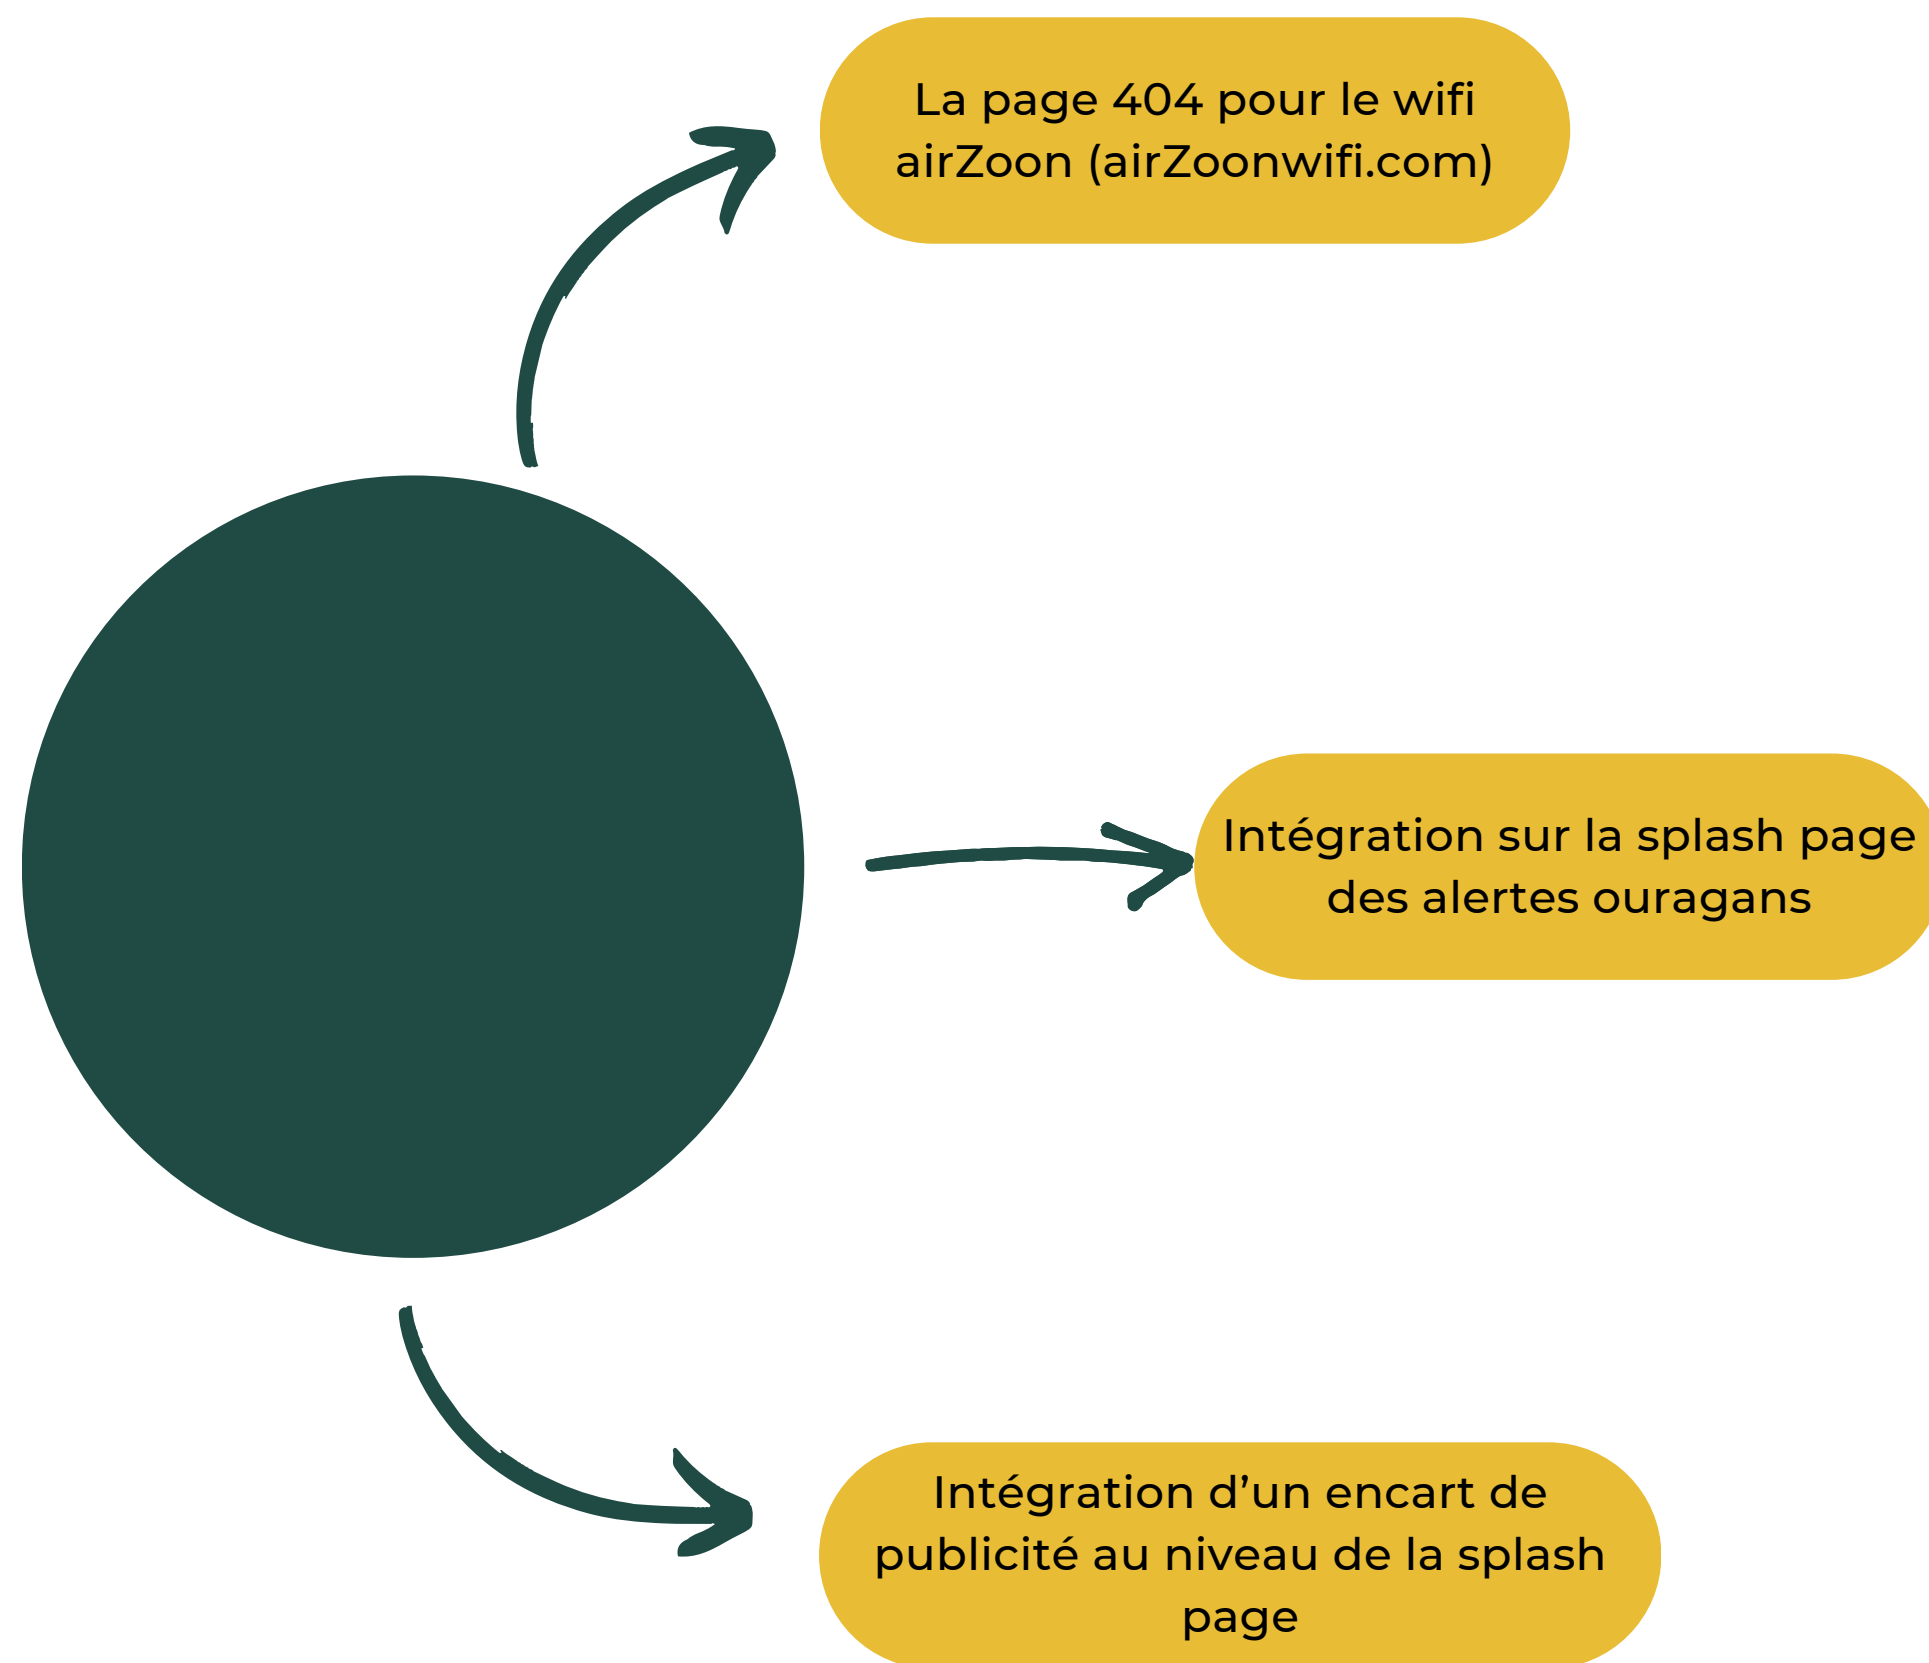 La page 404 pour le wifi
airZoon (airZoonwifi.com)
Intégration sur la splash page
des alertes ouragans
Intégration d’un encart de
publicité au niveau de la splash
page